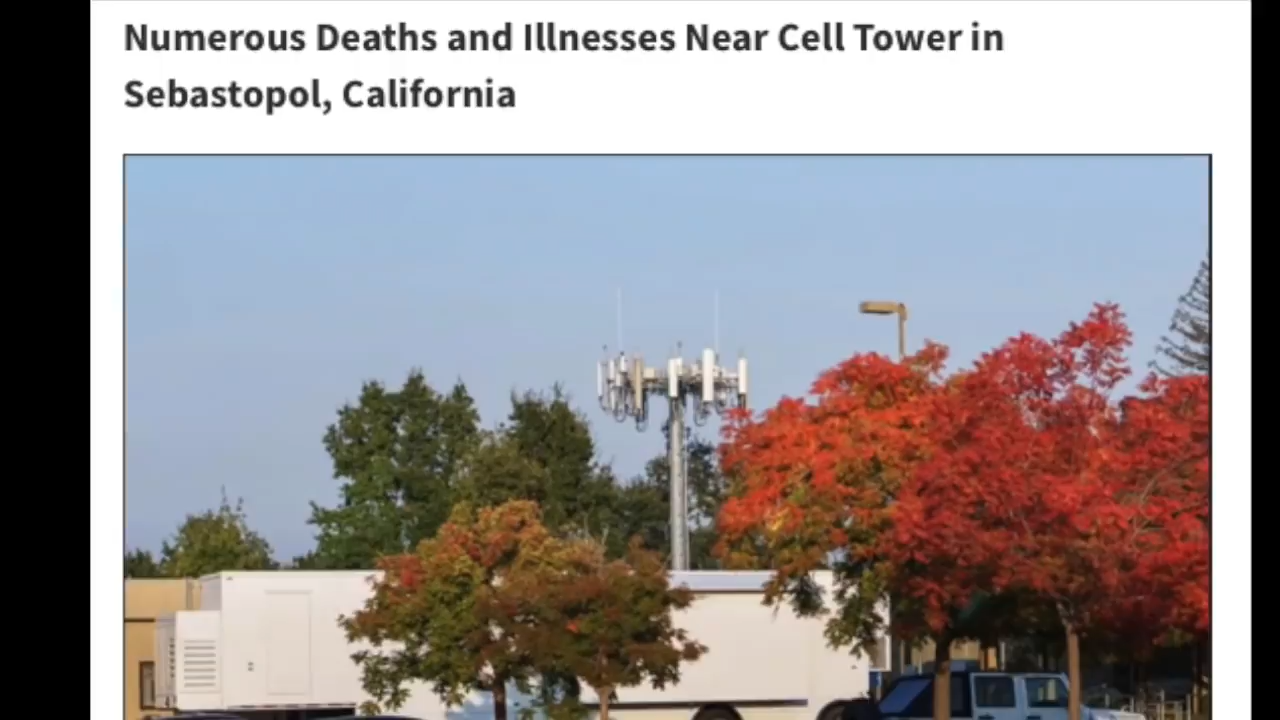 Numerous Deaths and Illnesses Near Cell Tower in
Sebastopol, California